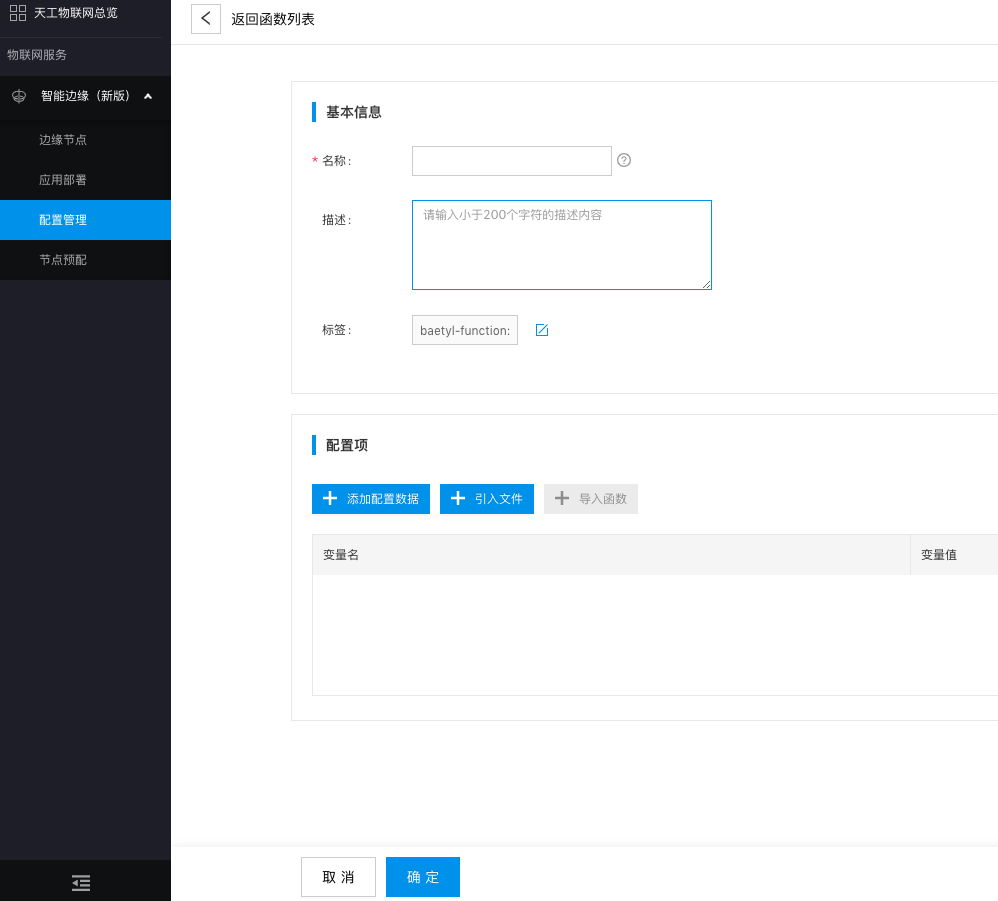 天工物联网总览
返回函数列表
物联网服务
智能边缘（新版）
边缘节点
应用部署
配置管理
节点预配
基本信息
* 名称 :
描述 :
请输入小于200个字符的描述内容
标签 :
baetyl-function:
配置项
添加配置数据
引入文件
导入函数
变量名
变量值
取 消
确 定